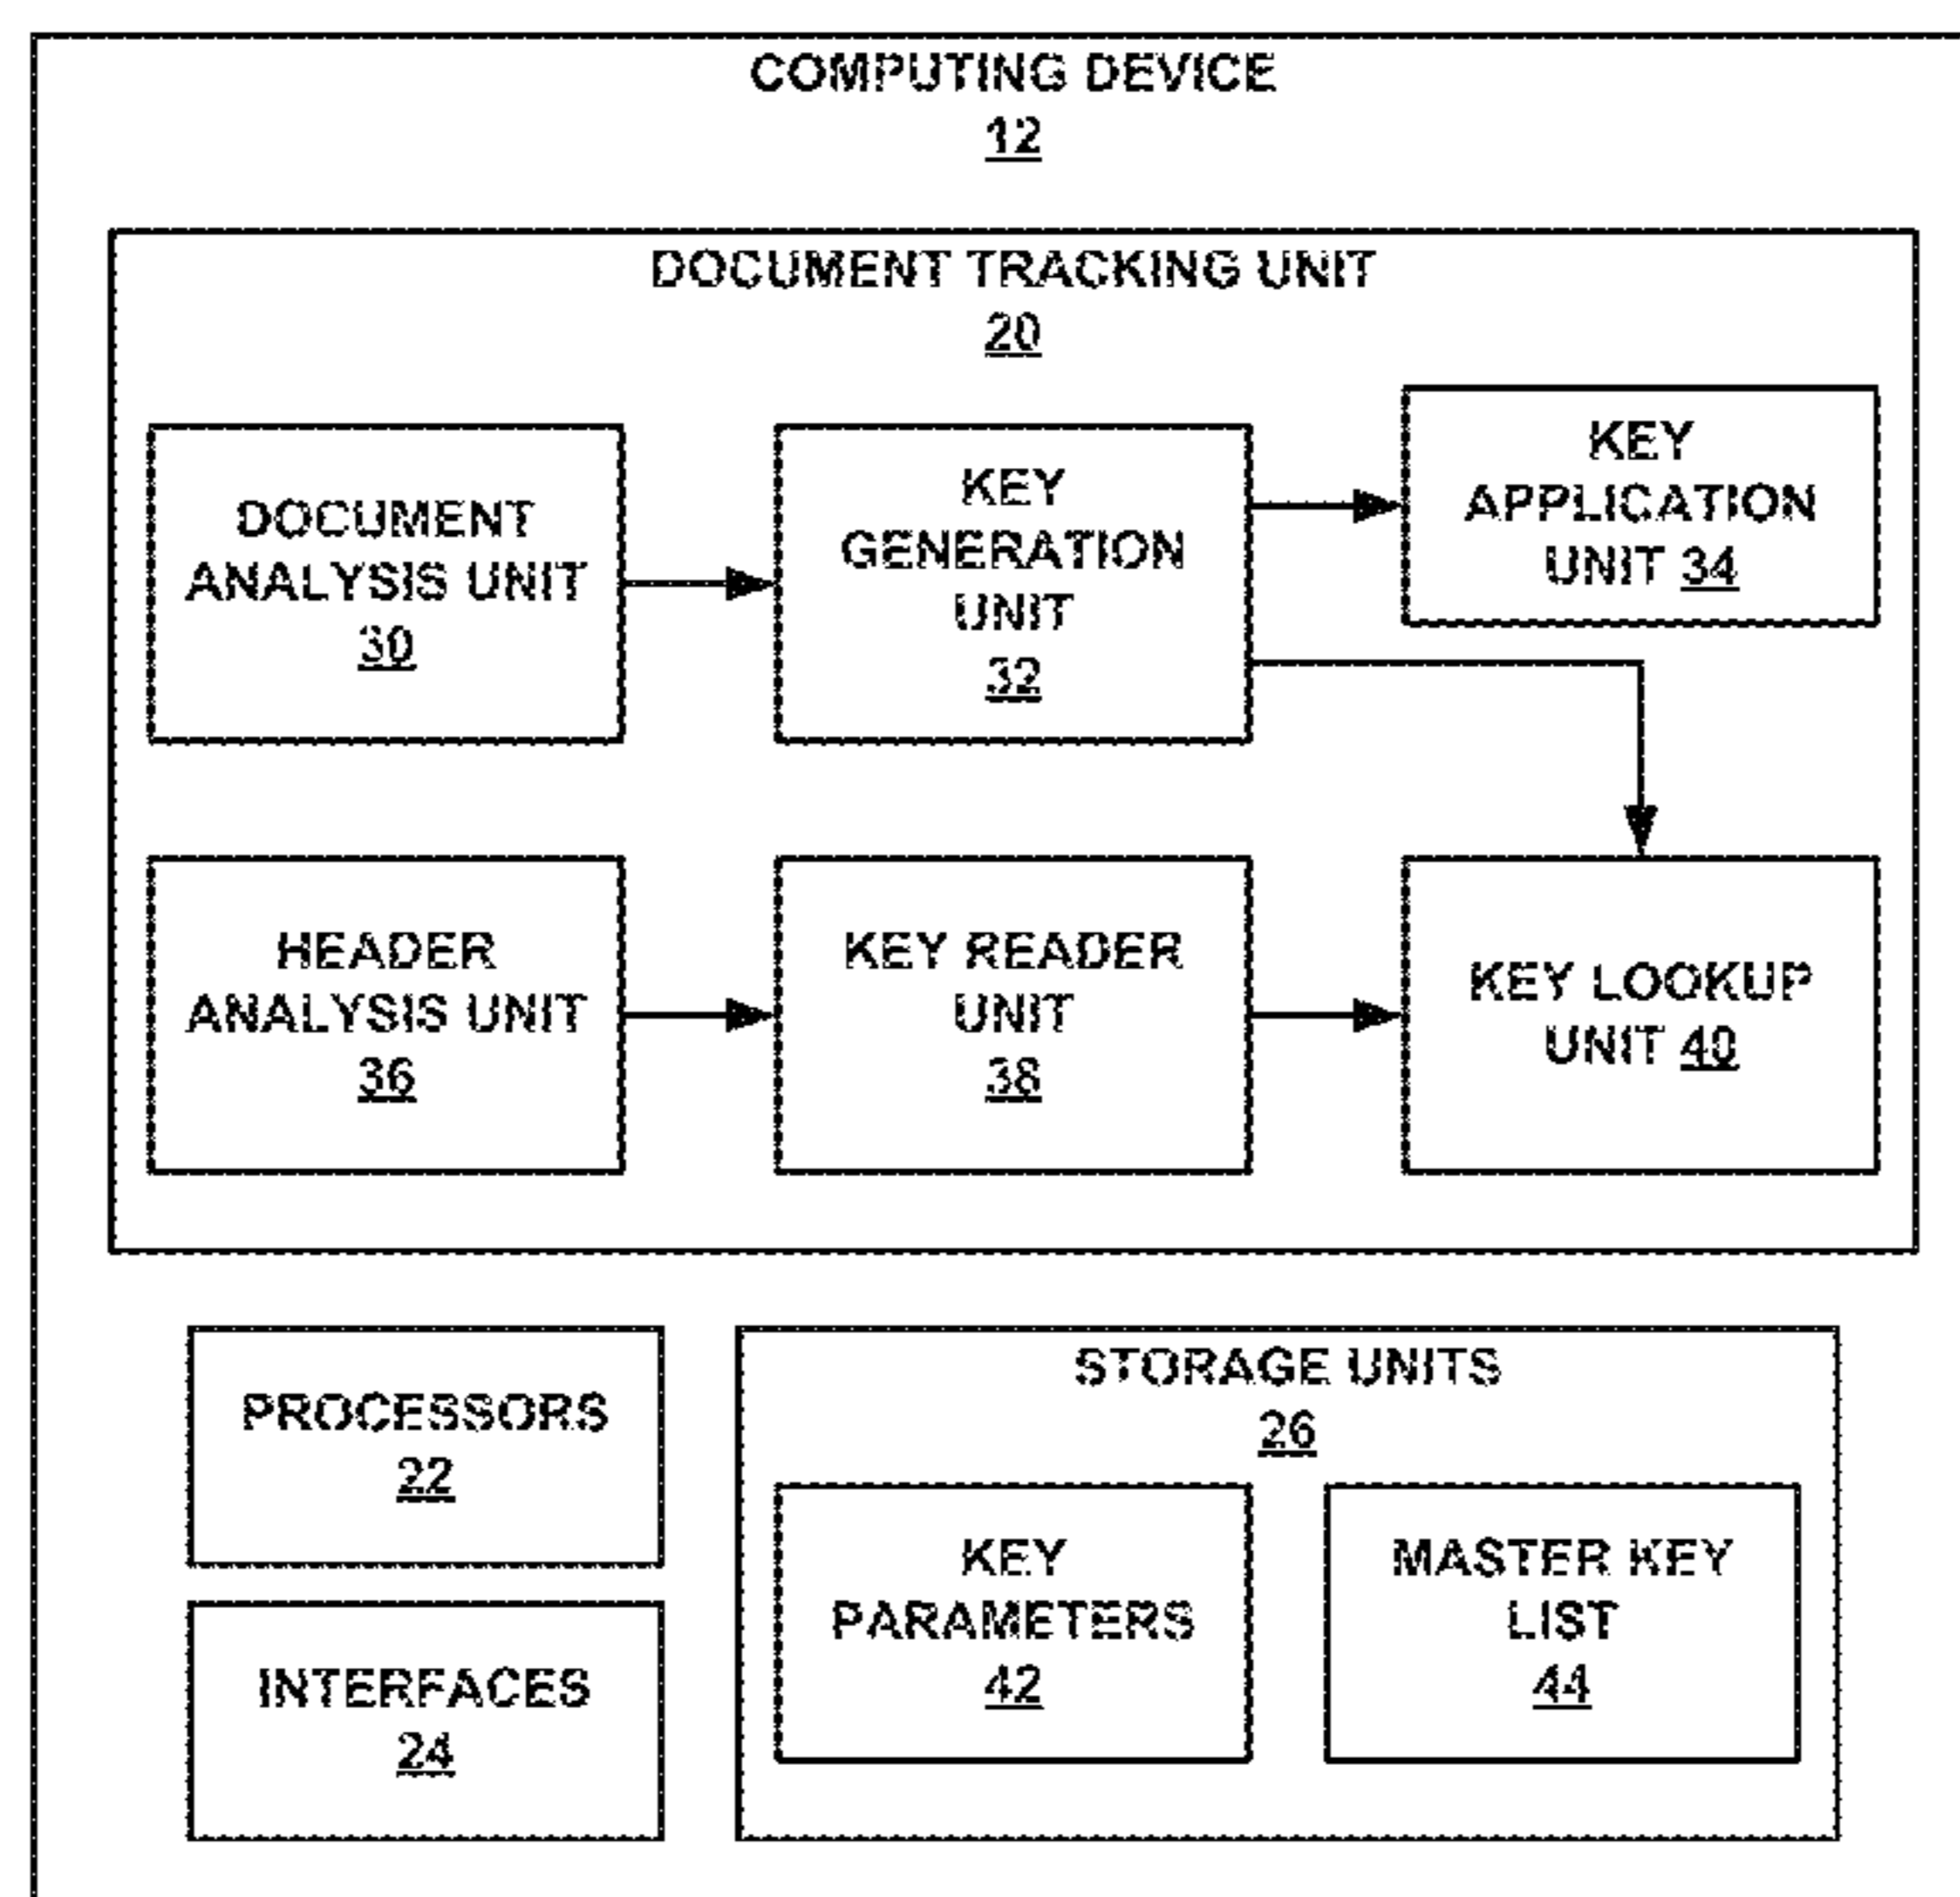 COMPUTING DEVICE
12
DOCUMENT TRACKING UNIT
20
DOCUMENT
ANALYSIS UNIT
30
KEY
GENERATION
UNIT
32
KEY
APPLICATION
UNIT 34
HEADER
ANALYSIS UNIT
36
KEY READER
UNIT
38
KEY LOOKUP
UNIT 40
PROCESSORS
22
INTERFACES
24
STORAGE UNITS
26
KEY
PARAMETERS
42
MASTER KEY
LIST
44